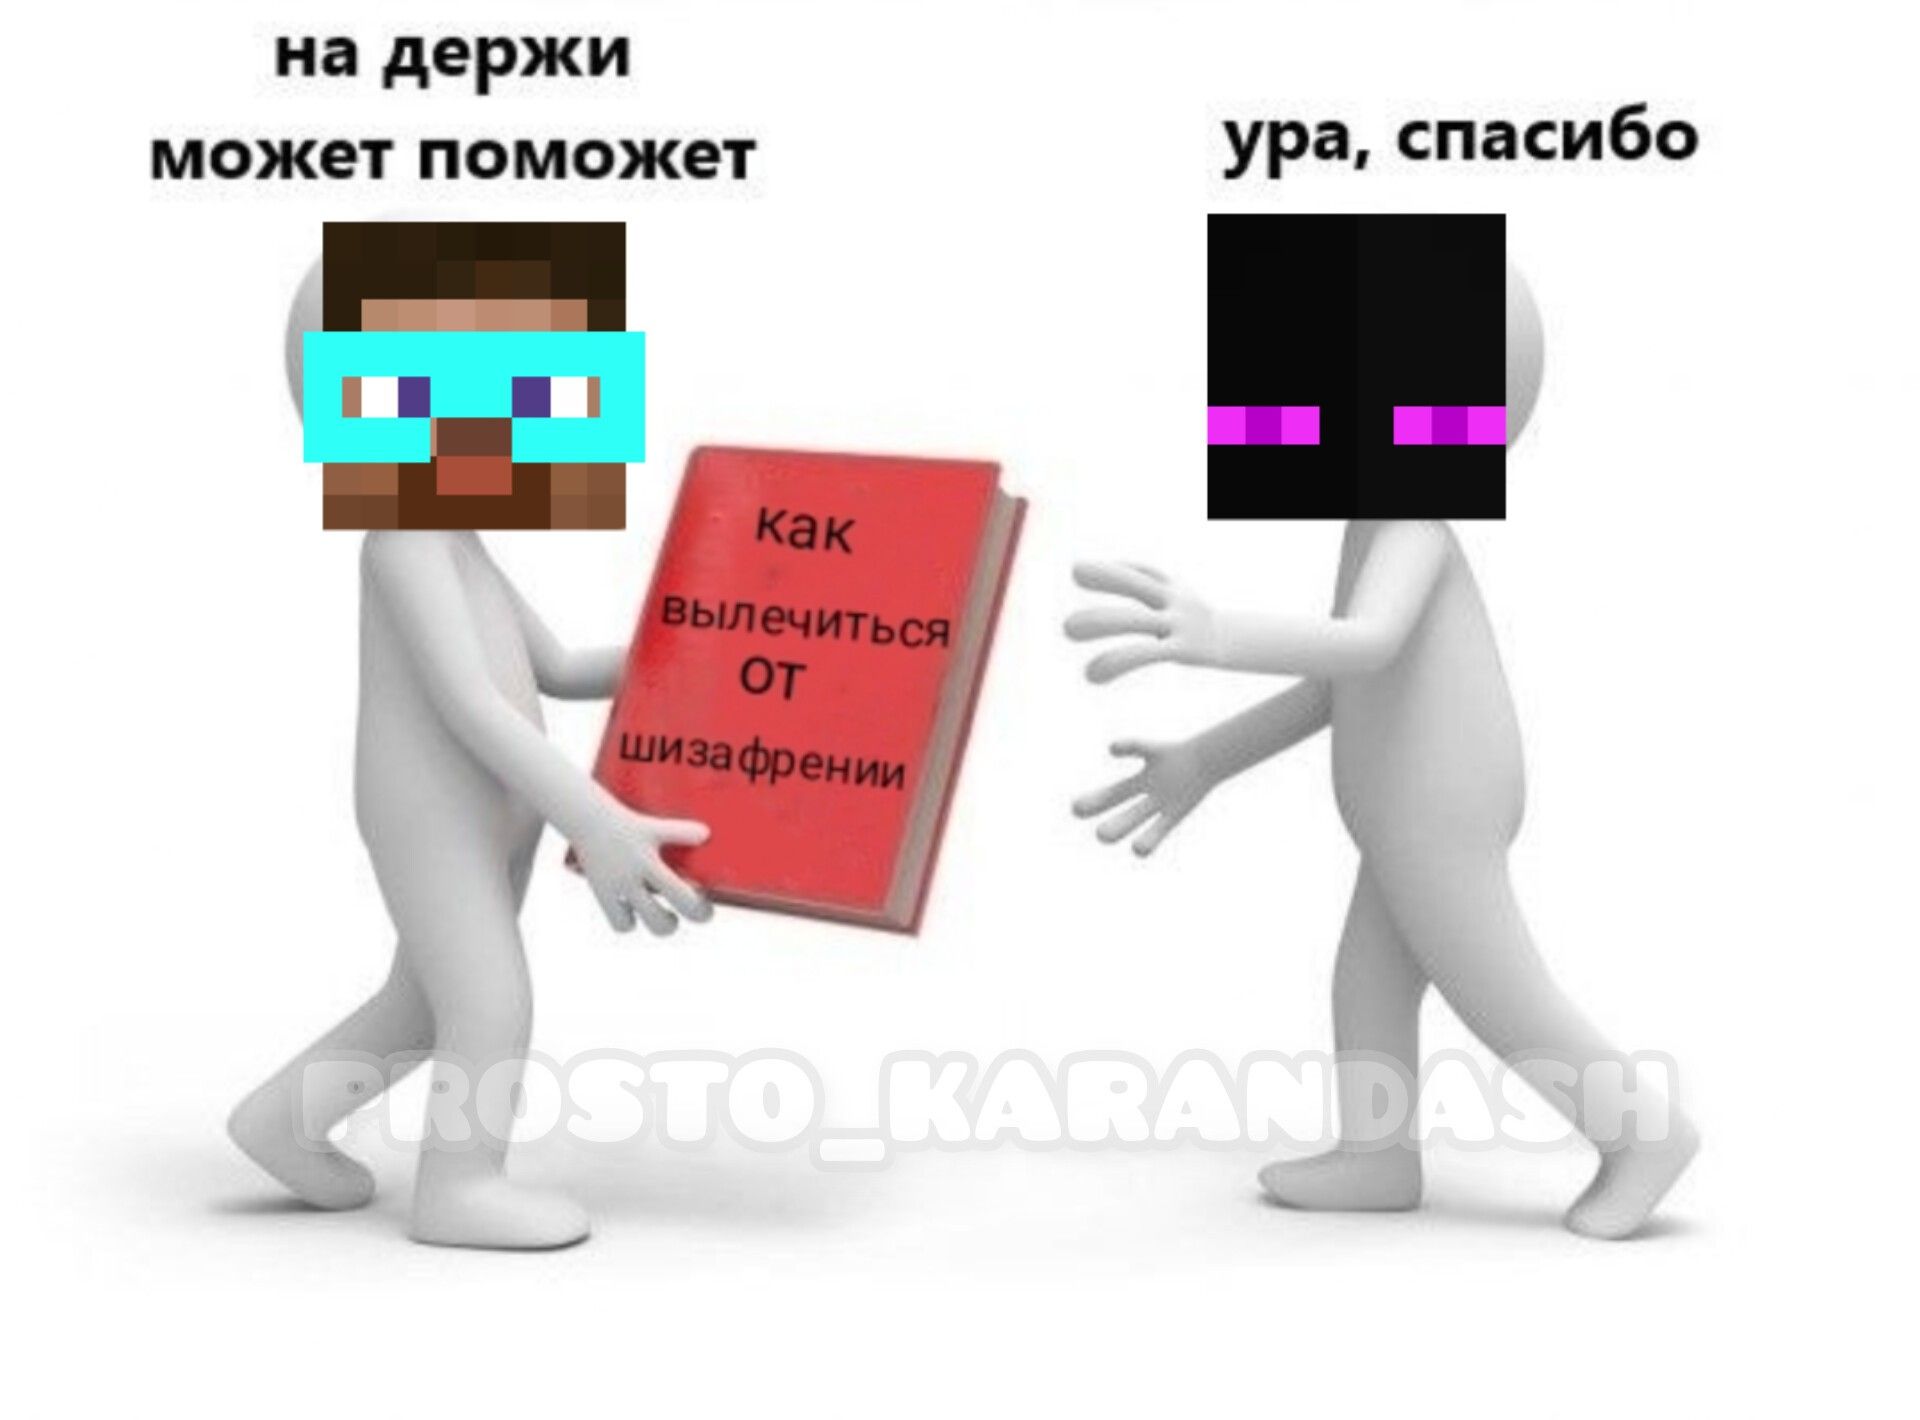 на держи
может поможет
ура, спасибо
как
вылечиться
от
шизафрении
PROSTO_KARANDASH